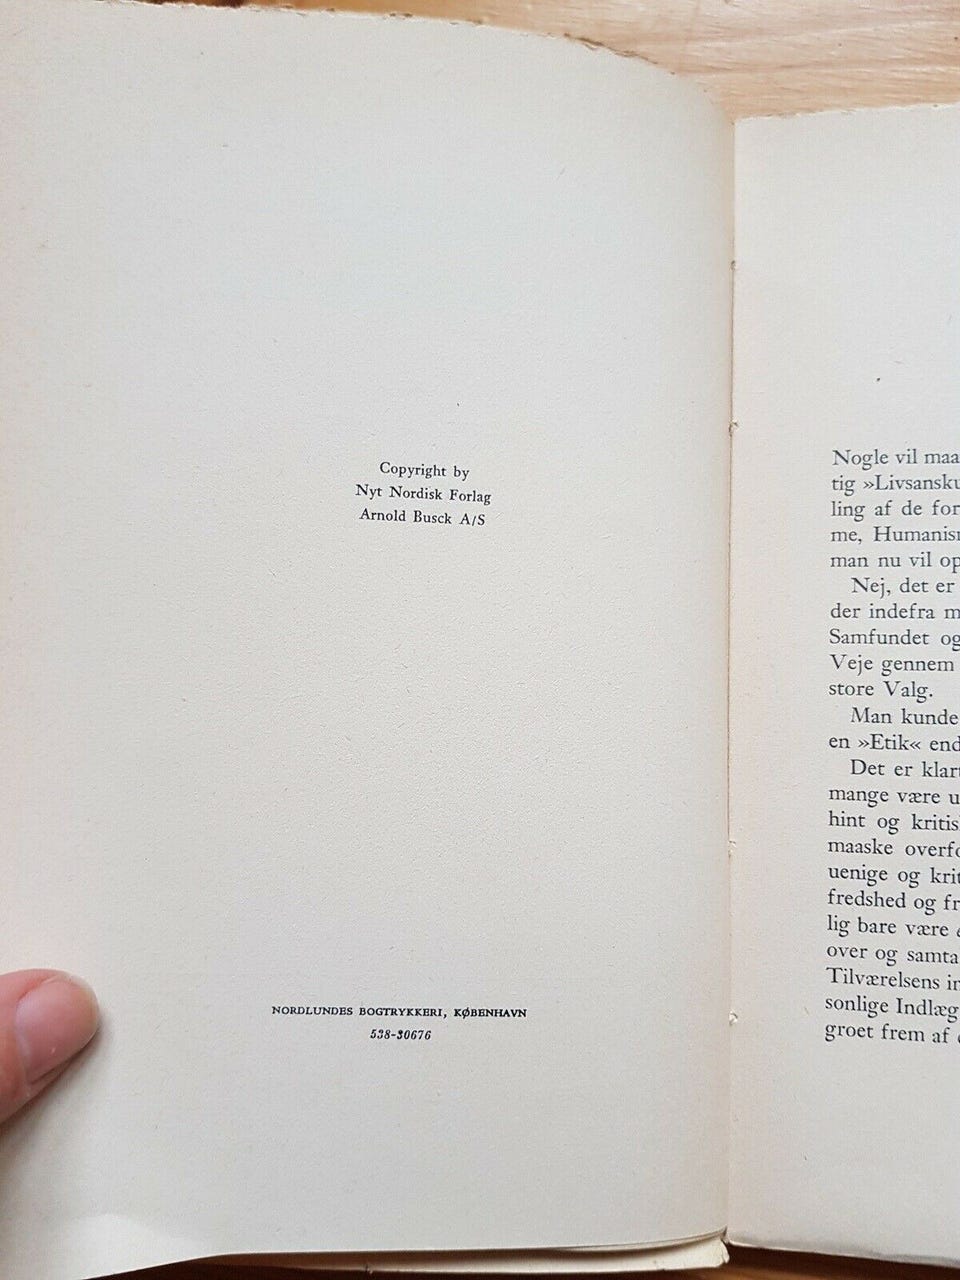 Copyright by
Nyt Nordisk Forlag
Arnold Busck A/S
NORDLUNDES BOGTRYKKERI, KØBENHAVN
538-30676
Nogle vil maa
tig »Livsansku
ling af de for
me, Humanism
man nu vil op
Nej, det er
der indefra m
Samfundet og
Veje gennem
store Valg.
Man kunde
en »Etik« end
Det er klart
mange være u
hint og kritis
maaske overfo
uenige og krit
fredshed og fr
lig bare være
over og samta
Tilværelsens in
sonlige Indlæg
groet frem af